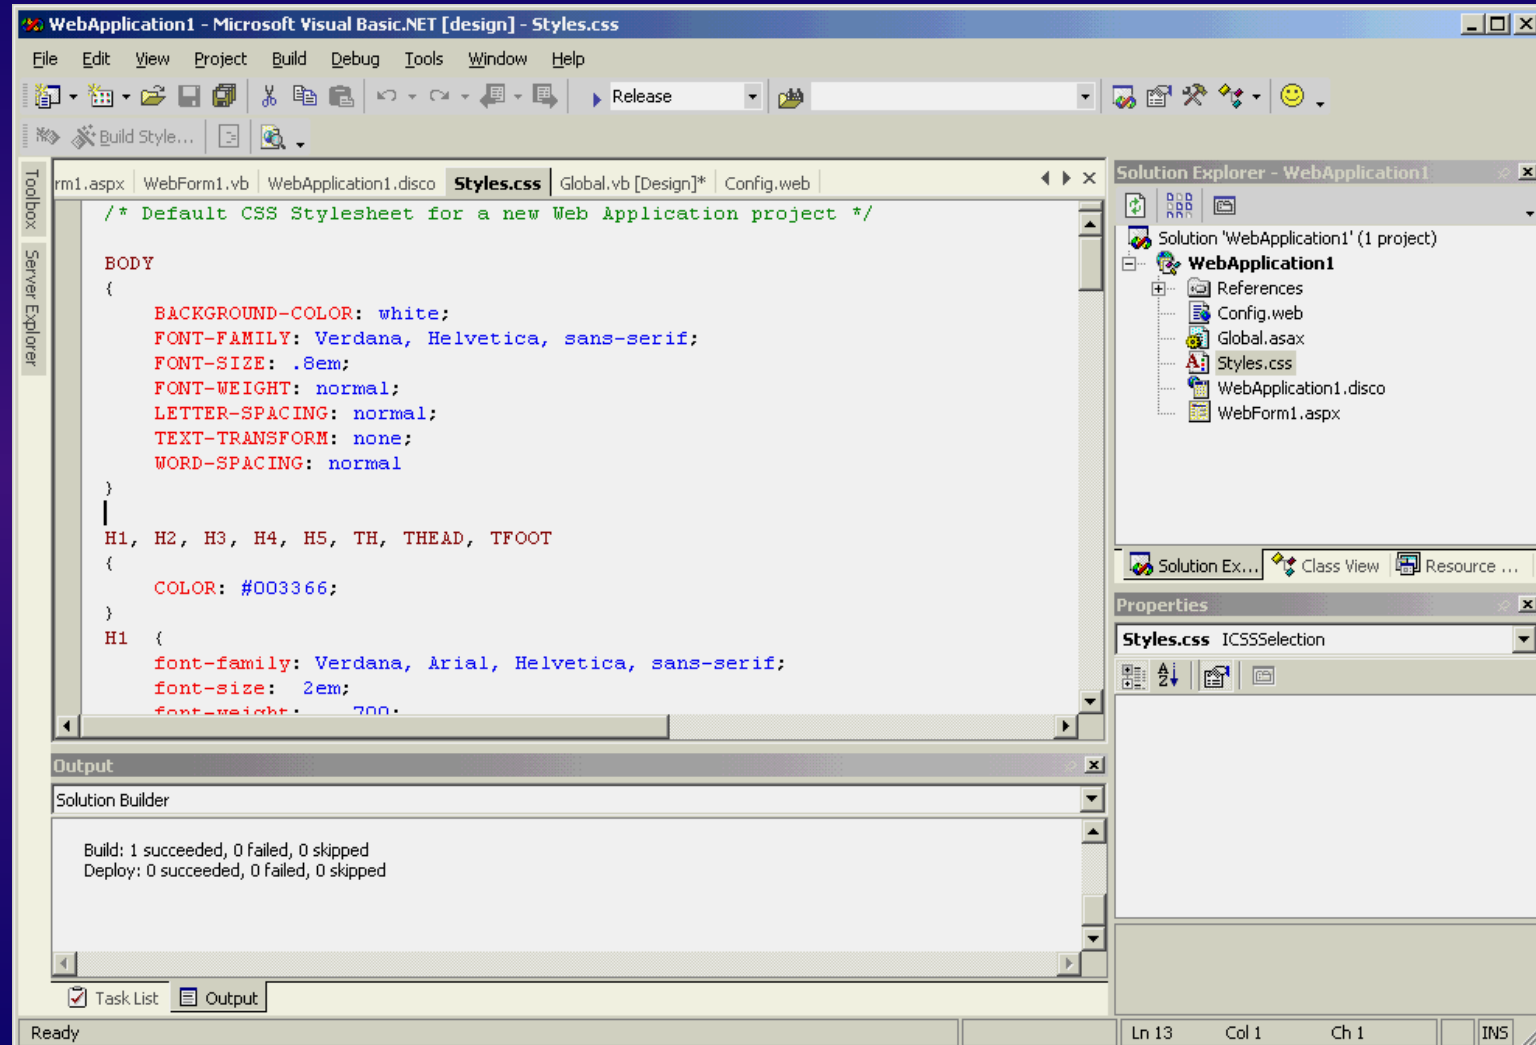 WebApplication1 - Microsoft Visual Basic.NET [design] - Styles.css
File Edit View Project Build Debug Tools Window Help
Release
Build Style...
Toolbox
Server Explorer
rm1.aspx WebForm1.vb WebApplication1.disco Styles.css Global.vb [Design]* Config.web
/* Default CSS Stylesheet for a new Web Application project */
BODY
{
BACKGROUND-COLOR: white;
FONT-FAMILY: Verdana, Helvetica, sans-serif;
FONT-SIZE: .8em;
FONT-WEIGHT: normal;
LETTER-SPACING: normal;
TEXT-TRANSFORM: none;
WORD-SPACING: normal
}
H1, H2, H3, H4, H5, TH, THEAD, TFOOT
{
COLOR: #003366;
}
H1 {
font-family: Verdana, Arial, Helvetica, sans-serif;
font-size: 2em;
font-weight: 700;
Output
Solution Builder
Build: 1 succeeded, 0 failed, 0 skipped
Deploy: 0 succeeded, 0 failed, 0 skipped
Task List Output
Solution Explorer - WebApplication1
Solution 'WebApplication1' (1 project)
WebApplication1
References
Config.web
Global.asax
Styles.css
WebApplication1.disco
WebForm1.aspx
Solution Ex... Class View Resource ...
Properties
Styles.css ICSSSelection
Ready Ln 13 Col 1 Ch 1 INS